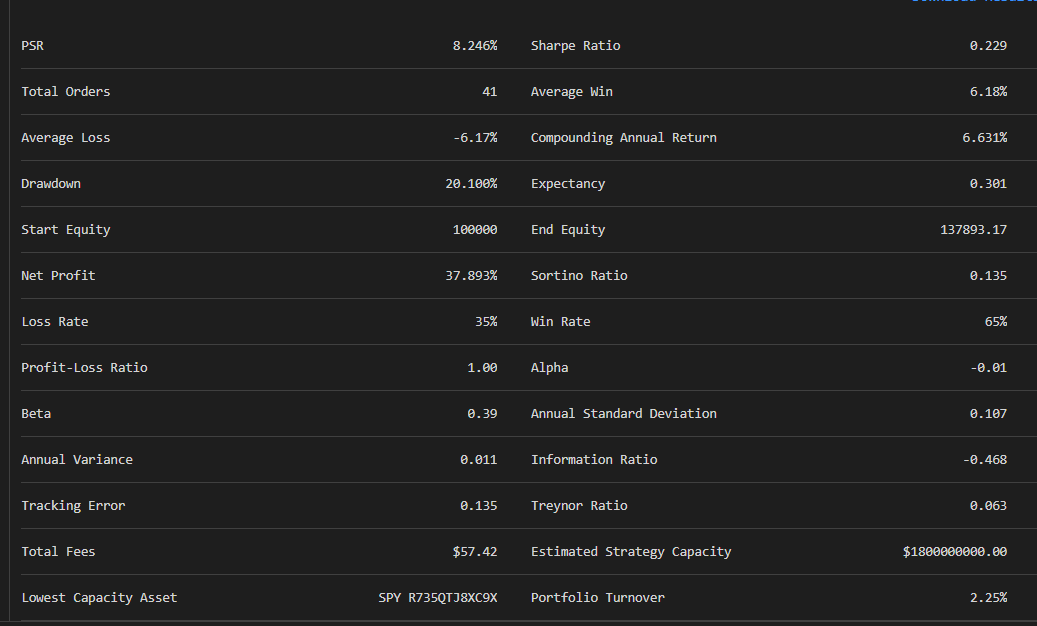 PSR 8.246% Sharpe Ratio 0.229
Total Orders 41 Average Win 6.18%
Average Loss -6.17% Compounding Annual Return 6.631%
Drawdown 20.100% Expectancy 0.301
Start Equity 100000 End Equity 137893.17
Net Profit 37.893% Sortino Ratio 0.135
Loss Rate 35% Win Rate 65%
Profit-Loss Ratio 1.00 Alpha -0.01
Beta 0.39 Annual Standard Deviation 0.107
Annual Variance 0.011 Information Ratio -0.468
Tracking Error 0.135 Treynor Ratio 0.063
Total Fees $57.42 Estimated Strategy Capacity $1800000000.00
Lowest Capacity Asset SPY R735QTJ8XC9X Portfolio Turnover 2.25%